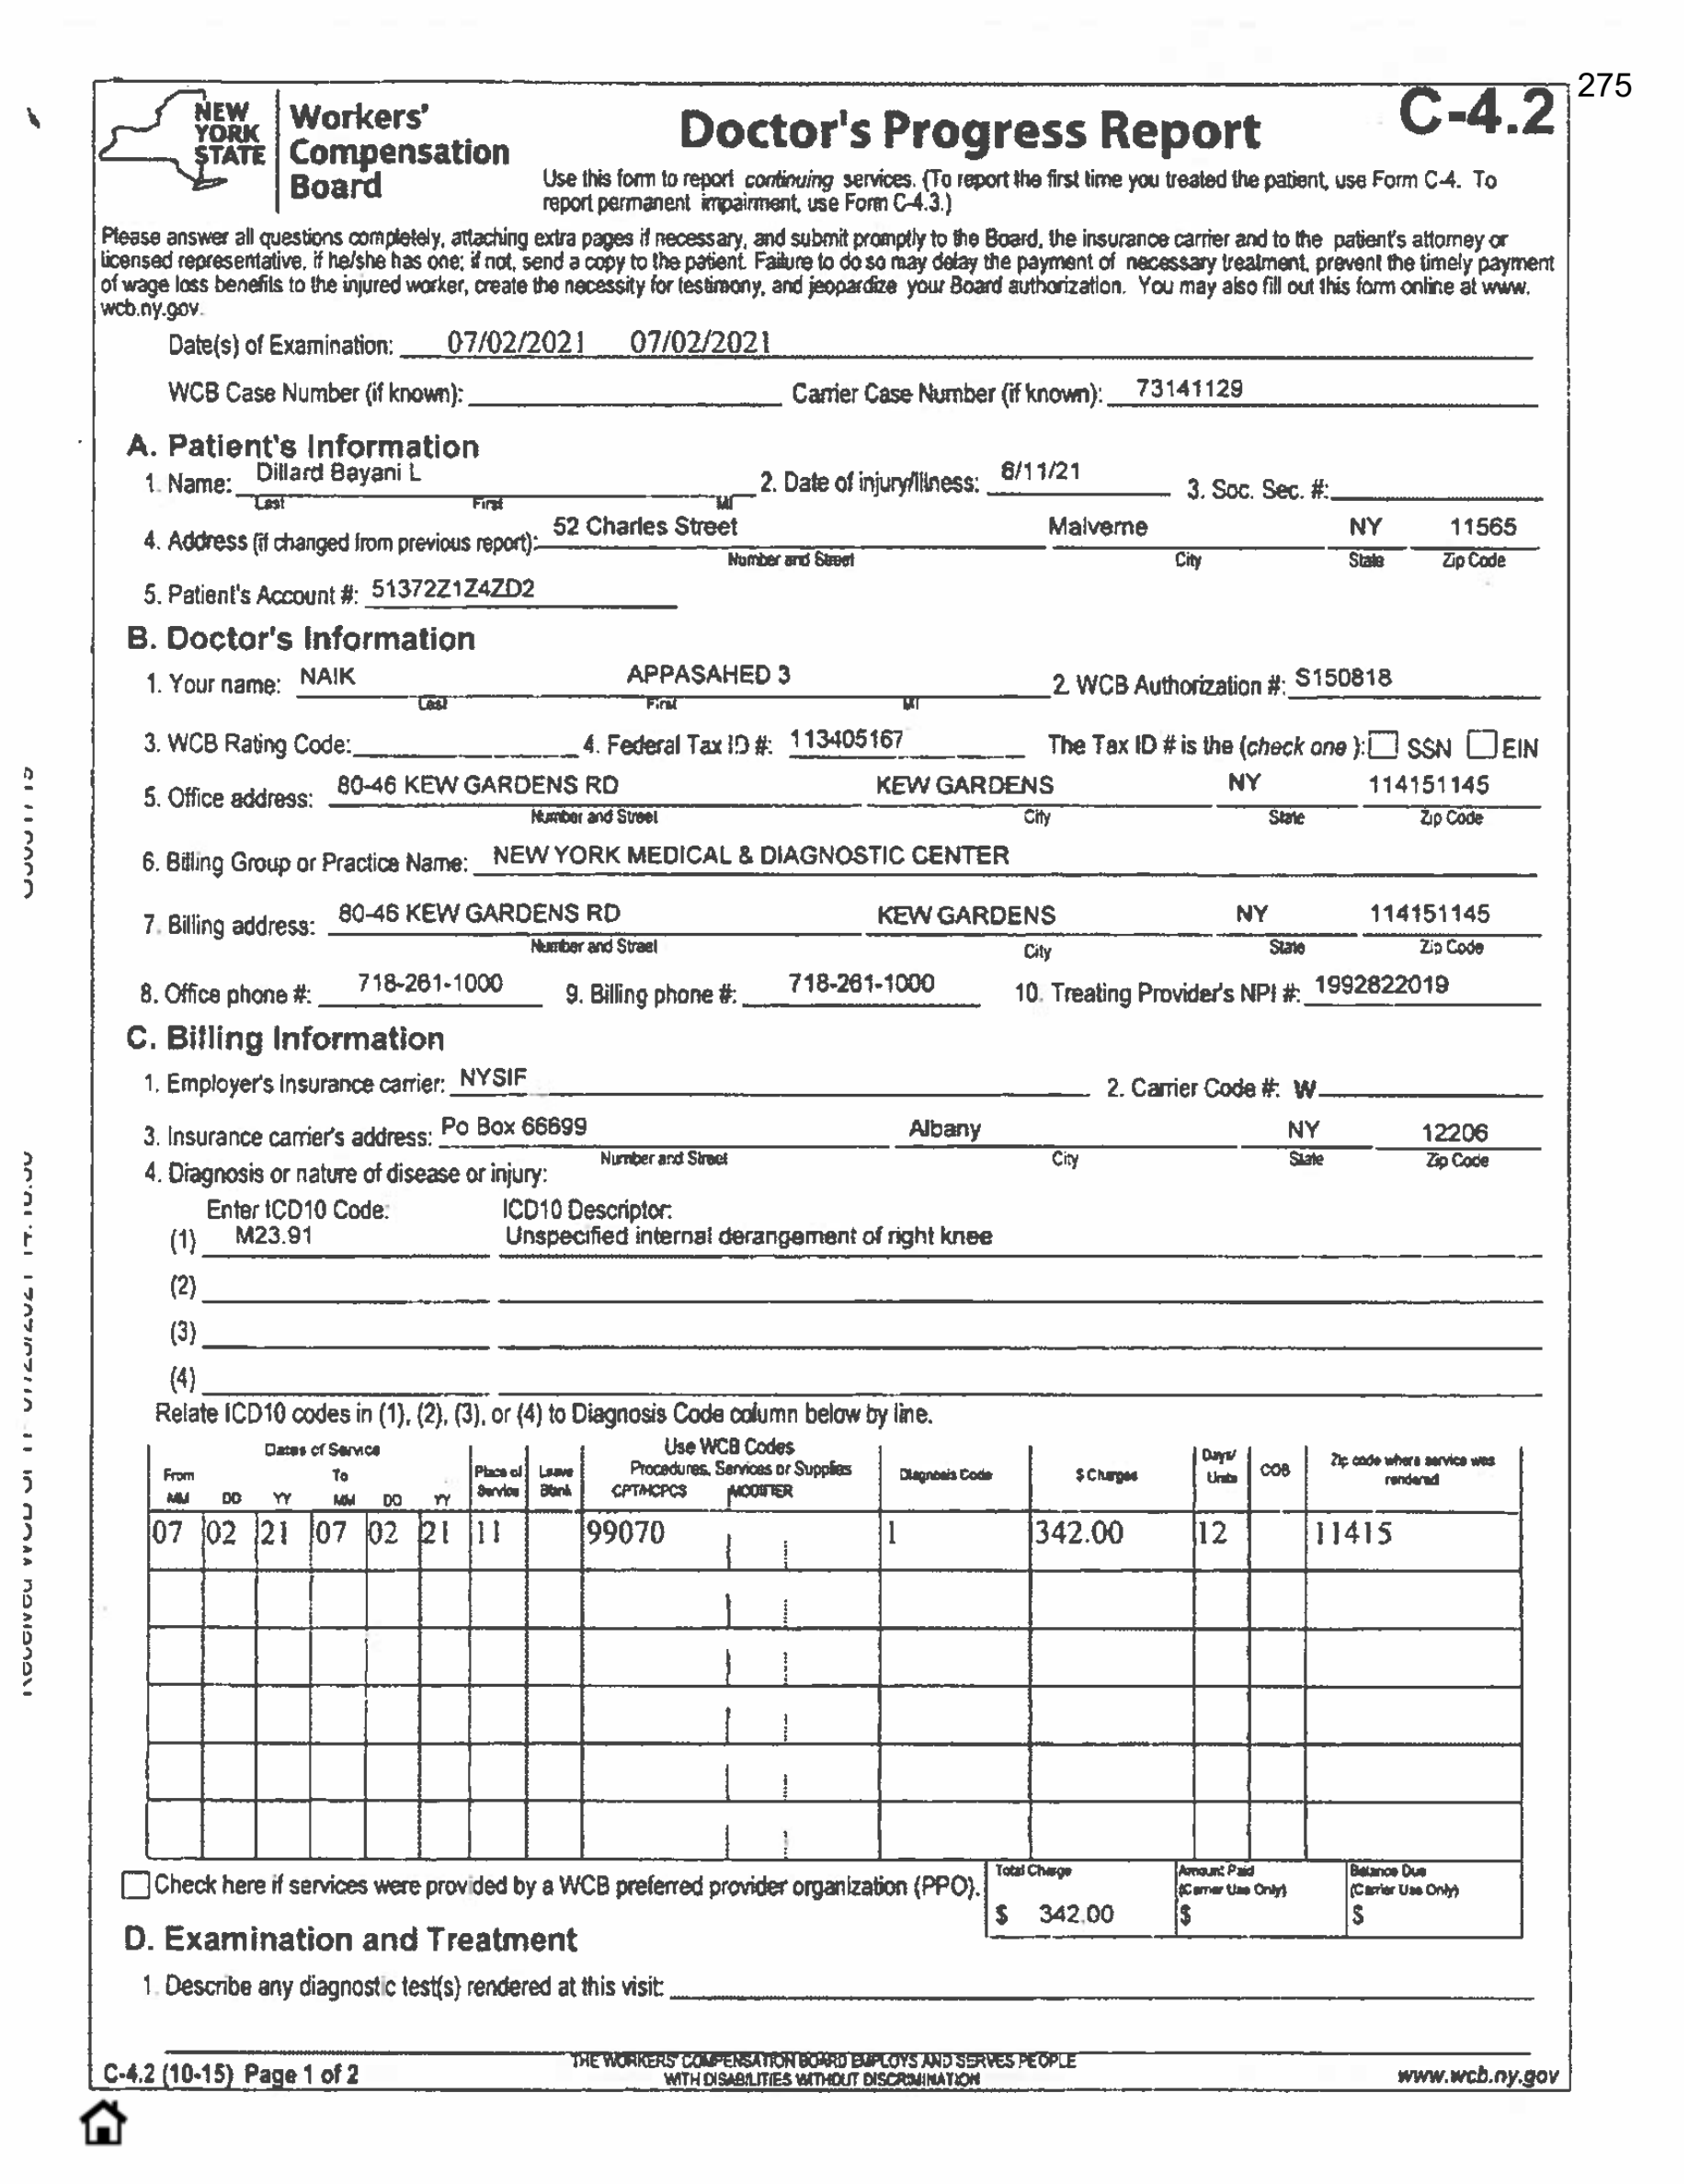 275
NEW YORK STATE
Workers' Compensation Board
Doctor's Progress Report
C-4.2
Use this form to report continuing services. (To report the first time you treated the patient, use Form C-4. To
report permanent impairment, use Form C-4.3.)
Please answer all questions completely, attaching extra pages if necessary, and submit promptly to the Board, the insurance carrier and to the patient's attorney or
licensed representative, if he/she has one; if not, send a copy to the patient. Failure to do so may delay the payment of necessary treatment, prevent the timely payment
of wage loss benefits to the injured worker, create the necessity for testimony, and jeopardize your Board authorization. You may also fill out this form online at www.
wcb.ny.gov.
Date(s) of Examination: 07/02/2021 07/02/2021
WCB Case Number (if known): Carrier Case Number (if known): 73141129
A. Patient's Information
1. Name: Dillard Bayani L 2. Date of injury/illness: 6/11/21 3. Soc. Sec. #:
Last First MI
4. Address (if changed from previous report): 52 Charles Street Malverne NY 11565
Number and Street City State Zip Code
5. Patient's Account #: 51372Z1Z4ZD2
B. Doctor's Information
1. Your name: NAIK APPASAHED 3 2. WCB Authorization #: S150818
Last First MI
3. WCB Rating Code: 4. Federal Tax ID #: 113405167 The Tax ID # is the (check one ): SSN EIN
5. Office address: 80-46 KEW GARDENS RD KEW GARDENS NY 114151145
Number and Street City State Zip Code
6. Billing Group or Practice Name: NEW YORK MEDICAL & DIAGNOSTIC CENTER
7. Billing address: 80-46 KEW GARDENS RD KEW GARDENS NY 114151145
Number and Street City State Zip Code
8. Office phone #: 718-261-1000 9. Billing phone #: 718-261-1000 10. Treating Provider's NPI #: 1992822019
C. Billing Information
1. Employer's insurance carrier: NYSIF 2. Carrier Code #: W
3. Insurance carrier's address: Po Box 66699 Albany NY 12206
Number and Street City State Zip Code
4. Diagnosis or nature of disease or injury:
Enter ICD10 Code: ICD10 Descriptor:
(1) M23.91 Unspecified internal derangement of right knee
(2)
(3)
(4)
Relate ICD10 codes in (1), (2), (3), or (4) to Diagnosis Code column below by line.
Dates of Service Use WCB Codes
From To Place of Service Leave Blank Procedures, Services or Supplies Diagnosis Code $ Charges Days/ Units COB Zip code where service was rendered
MM DD YY MM DD YY CPT/HCPCS MODIFIER
07 02 21 07 02 21 11 99070 1 342.00 12 11415
Check here if services were provided by a WCB preferred provider organization (PPO).
Total Charge Amount Paid (Carrier Use Only) Balance Due (Carrier Use Only)
$ 342.00 $ $
D. Examination and Treatment
1. Describe any diagnostic test(s) rendered at this visit:
C-4.2 (10-15) Page 1 of 2
THE WORKERS' COMPENSATION BOARD EMPLOYS AND SERVES PEOPLE
WITH DISABILITIES WITHOUT DISCRIMINATION
www.wcb.ny.gov